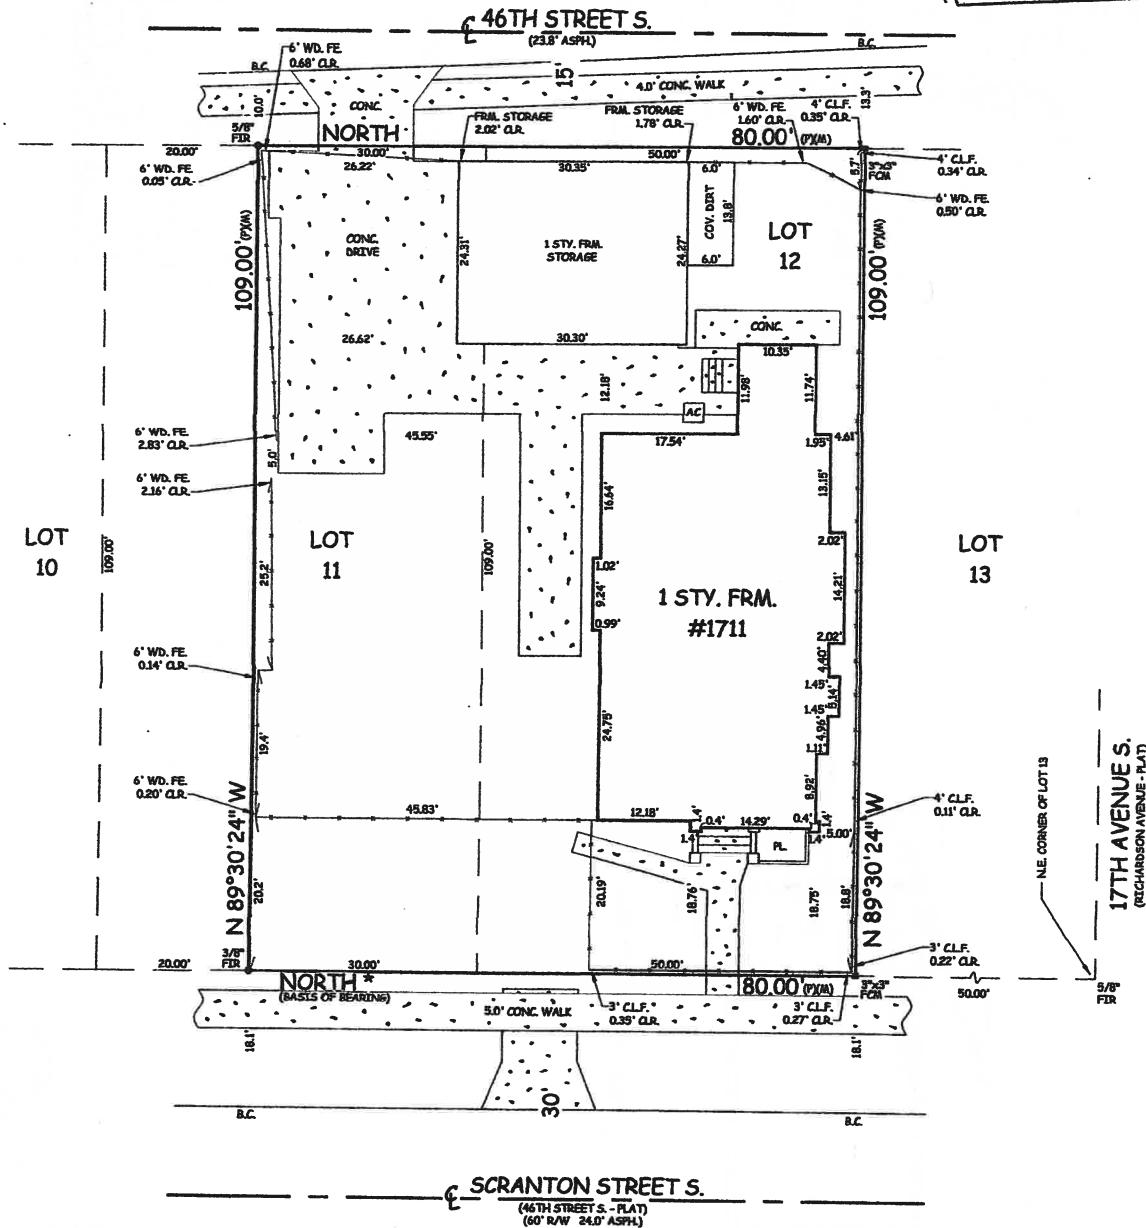 ℄ 46TH STREET S.
(23.8' ASPH.)
6' WD. FE.
0.68' CLR.
B.C.
B.C.
15'
4.0' CONC. WALK
CONC.
10.0'
13.3'
FRM. STORAGE
2.02' CLR.
FRM. STORAGE
1.78' CLR.
6' WD. FE.
1.60' CLR.
4' C.L.F.
0.35' CLR.
5/8"
FIR
NORTH
80.00' (P)(M)
20.00'
30.00'
50.00'
26.22'
30.35'
6.0'
5.7'
3"X3"
FCM
4' C.L.F.
0.34' CLR.
6' WD. FE.
0.05' CLR.
6' WD. FE.
0.50' CLR.
109.00' (P)(M)
CONC.
DRIVE
24.31'
1 STY. FRM.
STORAGE
24.27'
COV. DIRT
13.8'
6.0'
LOT
12
109.00' (P)(M)
26.62'
30.30'
CONC.
10.35'
12.18'
11.98'
11.74'
AC
45.55'
17.54'
1.95'
4.61'
6' WD. FE.
2.83' CLR.
5.0'
6' WD. FE.
2.16' CLR.
16.64'
13.15'
LOT
10
109.00'
LOT
11
109.00'
2.02'
LOT
13
25.2'
1.02'
9.24'
0.99'
14.21'
1 STY. FRM.
#1711
2.02'
6' WD. FE.
0.14' CLR.
4.40'
1.45'
5.14'
1.45'
4.96'
1.11'
24.75'
19.4'
8.92'
6' WD. FE.
0.20' CLR.
45.83'
12.18'
1.4'
0.4'
14.29'
0.4'
1.4'
5.00'
1.4'
1.4'
PL.
4' C.L.F.
0.11' CLR.
N 89°30'24" W
20.2'
20.19'
18.76'
18.75'
18.8'
N 89°30'24" W
N.E. CORNER OF LOT 13
17TH AVENUE S.
(RICHARDSON AVENUE - PLAT)
3/8"
FIR
20.00'
30.00'
50.00'
3' C.L.F.
0.22' CLR.
NORTH *
(BASIS OF BEARING)
80.00' (P)(M)
3"X3"
FCM
50.00'
5/8"
FIR
5.0' CONC. WALK
3' C.L.F.
0.35' CLR.
3' C.L.F.
0.27' CLR.
18.1'
18.1'
30'
B.C.
B.C.
℄ SCRANTON STREET S.
(46TH STREET S. - PLAT)
(60' R/W 24.0' ASPH.)